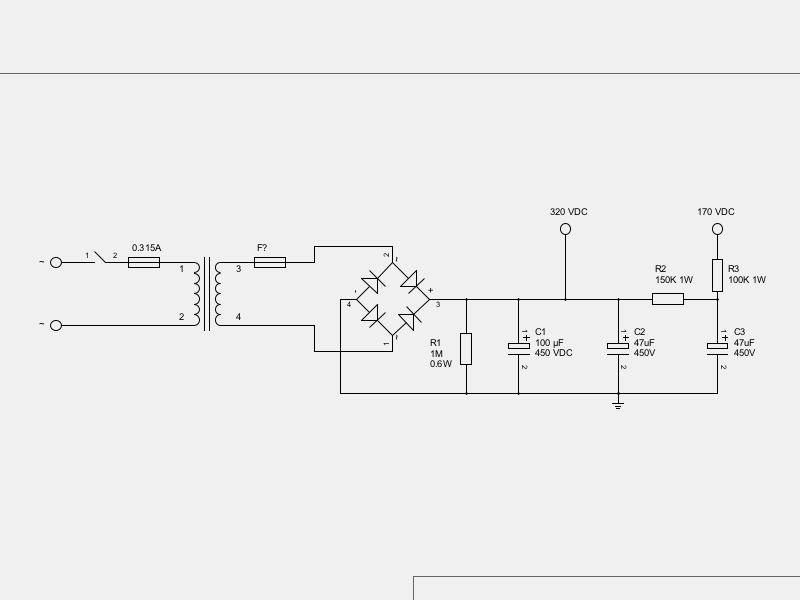 320 VDC
170 VDC
~
1
2
0.315A
1
3
F?
2
~
-
+
4
3
R2
150K 1W
R3
100K 1W
~
2
4
1
~
R1
1M
0.6W
1
+
C1
100 µF
450 VDC
2
1
+
C2
47uF
450V
2
1
+
C3
47uF
450V
2